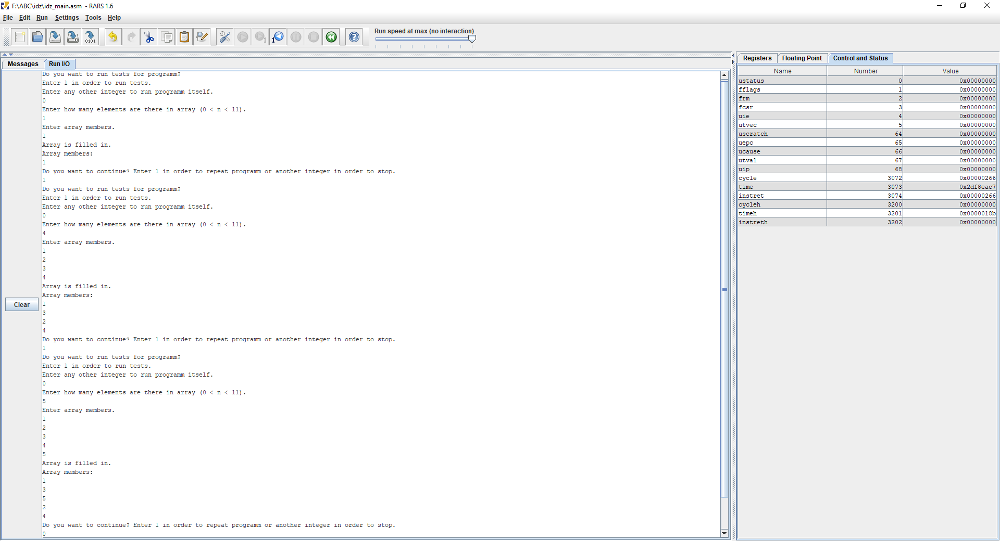 F:\ABC\idz\idz_main.asm - RARS 1.6
File Edit Run Settings Tools Help
Run speed at max (no interaction)
Messages Run I/O
Do you want to run tests for programm?
Enter 1 in order to run tests.
Enter any other integer to run programm itself.
0
Enter how many elements are there in array (0 < n < 11).
1
Enter array members.
1
Array is filled in.
Array members:
1
Do you want to continue? Enter 1 in order to repeat programm or another integer in order to stop.
1
Do you want to run tests for programm?
Enter 1 in order to run tests.
Enter any other integer to run programm itself.
0
Enter how many elements are there in array (0 < n < 11).
4
Enter array members.
1
2
3
4
Array is filled in.
Array members:
1
3
2
4
Do you want to continue? Enter 1 in order to repeat programm or another integer in order to stop.
1
Do you want to run tests for programm?
Enter 1 in order to run tests.
Enter any other integer to run programm itself.
0
Enter how many elements are there in array (0 < n < 11).
5
Enter array members.
1
2
3
4
5
Array is filled in.
Array members:
1
3
5
2
4
Do you want to continue? Enter 1 in order to repeat programm or another integer in order to stop.
0
Clear
Registers Floating Point Control and Status
Name Number Value
ustatus 0 0x00000000
fflags 1 0x00000000
frm 2 0x00000000
fcsr 3 0x00000000
uie 4 0x00000000
utvec 5 0x00000000
uscratch 64 0x00000000
uepc 65 0x00000000
ucause 66 0x00000000
utval 67 0x00000000
uip 68 0x00000000
cycle 3072 0x00000266
time 3073 0x2df8eac7
instret 3074 0x00000266
cycleh 3200 0x00000000
timeh 3201 0x0000018b
instreth 3202 0x00000000
0101
1
1